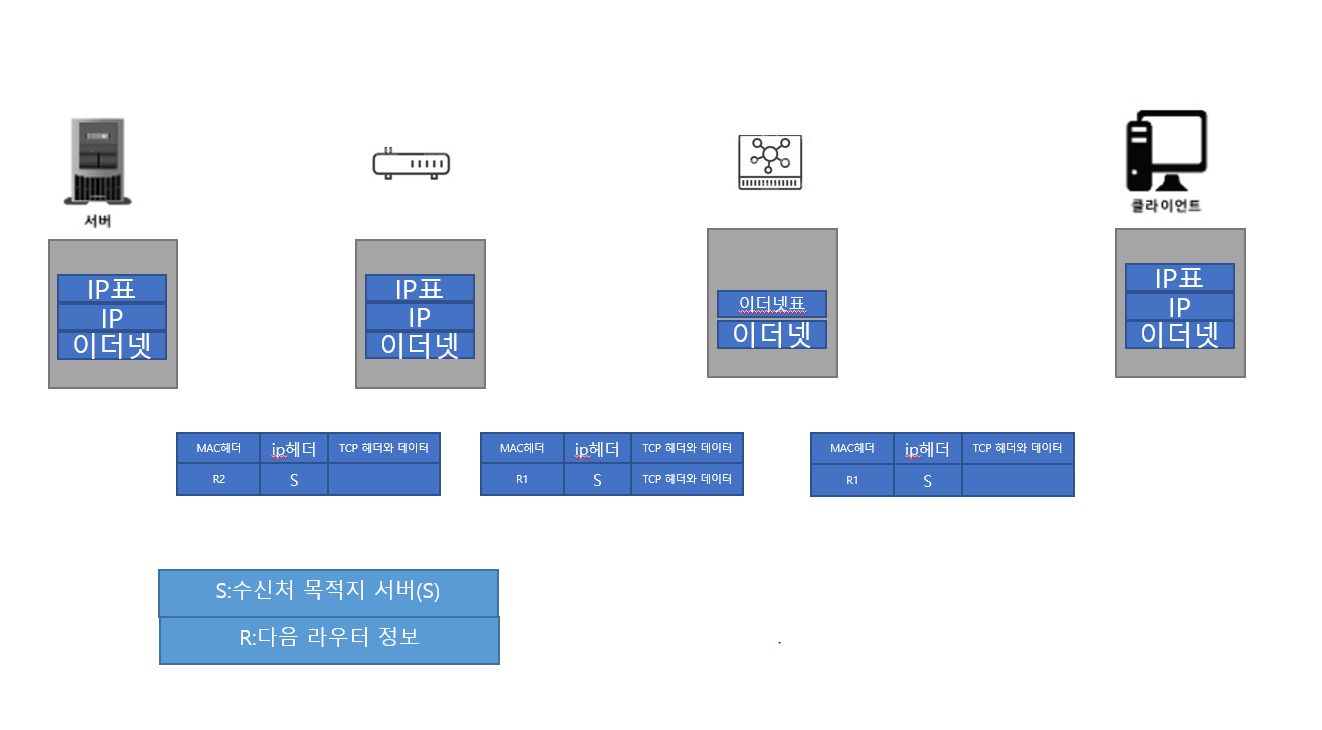 서버
클라이언트
IP표
IP
이더넷
IP표
IP
이더넷
이더넷표
이더넷
IP표
IP
이더넷
MAC헤더 ip헤더 TCP 헤더와 데이터
R2 S
MAC헤더 ip헤더 TCP 헤더와 데이터
R1 S TCP 헤더와 데이터
MAC헤더 ip헤더 TCP 헤더와 데이터
R1 S
S:수신처 목적지 서버(S)
R:다음 라우터 정보